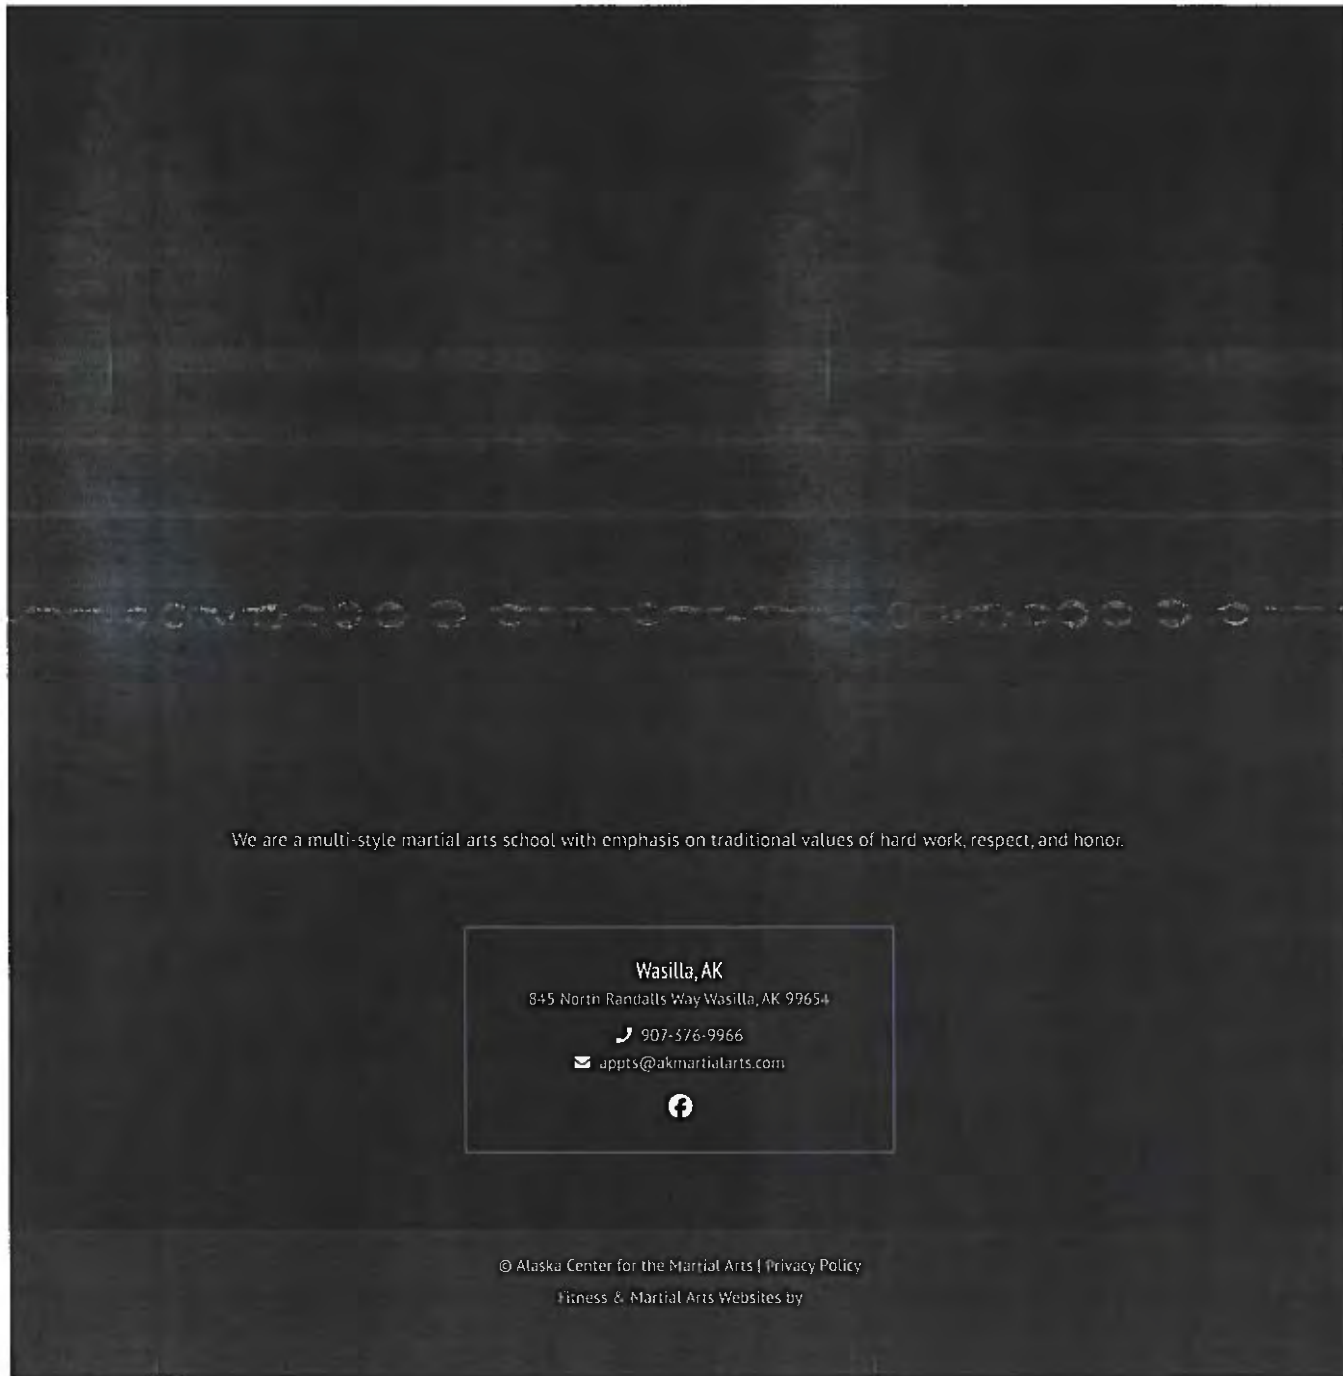 We are a multi-style martial arts school with emphasis on traditional values of hard work, respect, and honor.
Wasilla, AK
845 North Randalls Way Wasilla, AK 99654
907-376-9966
appts@akmartialarts.com
© Alaska Center for the Martial Arts | Privacy Policy
Fitness & Martial Arts Websites by